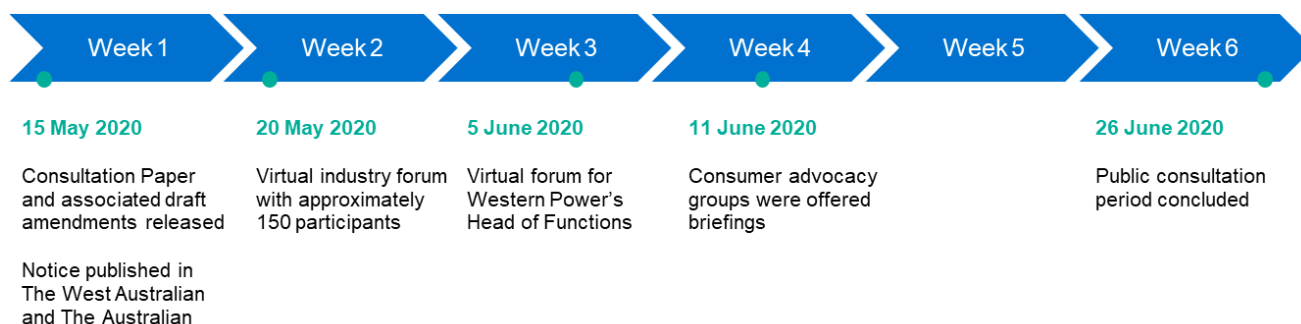 Week 1
Week 2
Week 3
Week 4
Week 5
Week 6
15 May 2020
Consultation Paper
and associated draft
amendments released
Notice published in
The West Australian
and The Australian
20 May 2020
Virtual industry forum
with approximately
150 participants
5 June 2020
Virtual forum for
Western Power's
Head of Functions
11 June 2020
Consumer advocacy
groups were offered
briefings
26 June 2020
Public consultation
period concluded